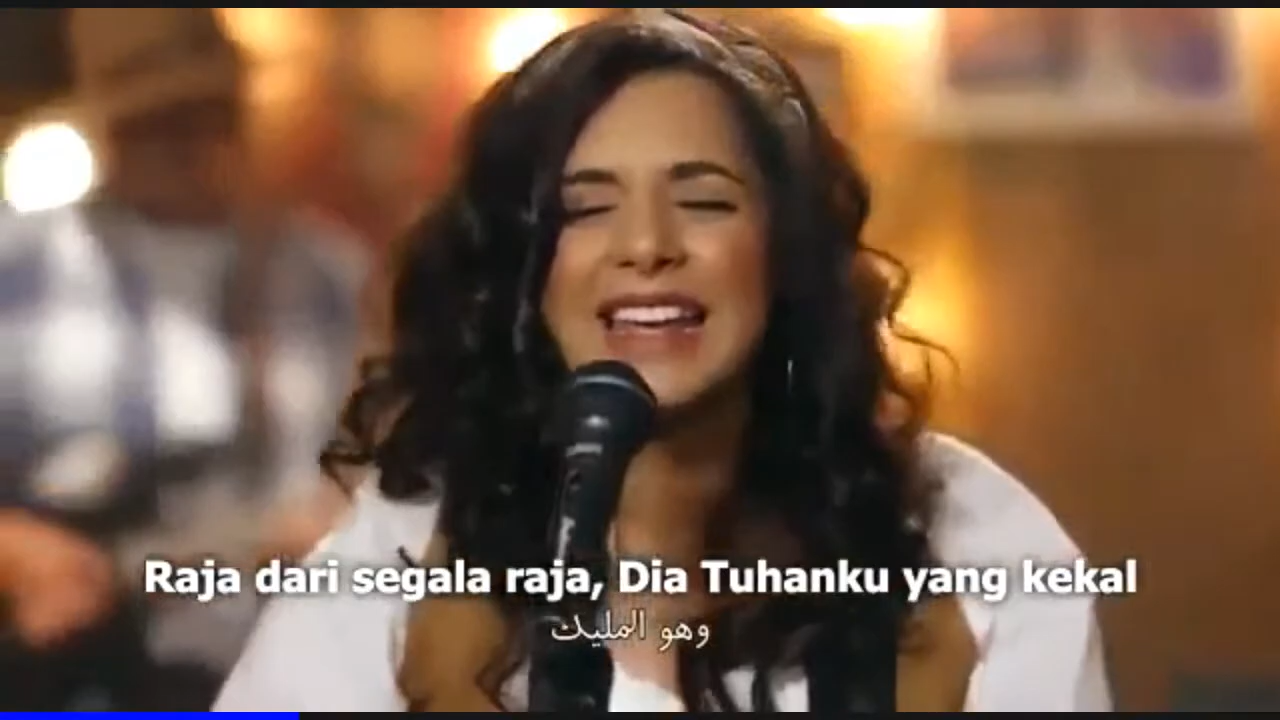 Raja dari segala raja, Dia Tuhanku yang kekal
وهو المليك